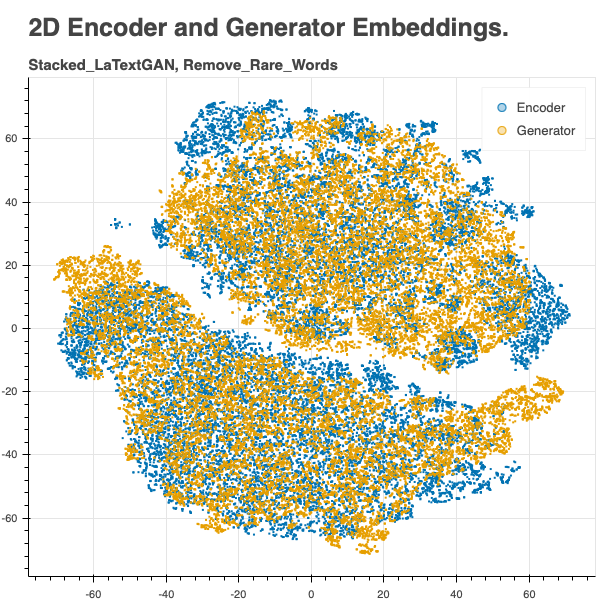 2D Encoder and Generator Embeddings.
Stacked_LaTextGAN, Remove_Rare_Words
Encoder
Generator
60
40
20
0
-20
-40
-60
-60 -40 -20 0 20 40 60